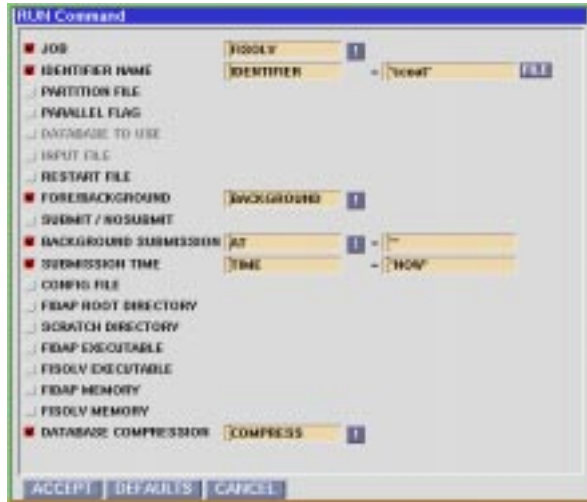 RUN Command
JOB FISOLV !
IDENTIFIER NAME IDENTIFIER = FILE
PARTITION FILE
PARALLEL FLAG
DATABASE TO USE
INPUT FILE
RESTART FILE
FORE/BACKGROUND BACKGROUND !
SUBMIT / NOSUBMIT
BACKGROUND SUBMISSION AT ! = ""
SUBMISSION TIME TIME = "NOW"
CONFIG FILE
FIDAP ROOT DIRECTORY
SCRATCH DIRECTORY
FIDAP EXECUTABLE
FISOLV EXECUTABLE
FIDAP MEMORY
FISOLV MEMORY
DATABASE COMPRESSION COMPRESS !
ACCEPT DEFAULTS CANCEL